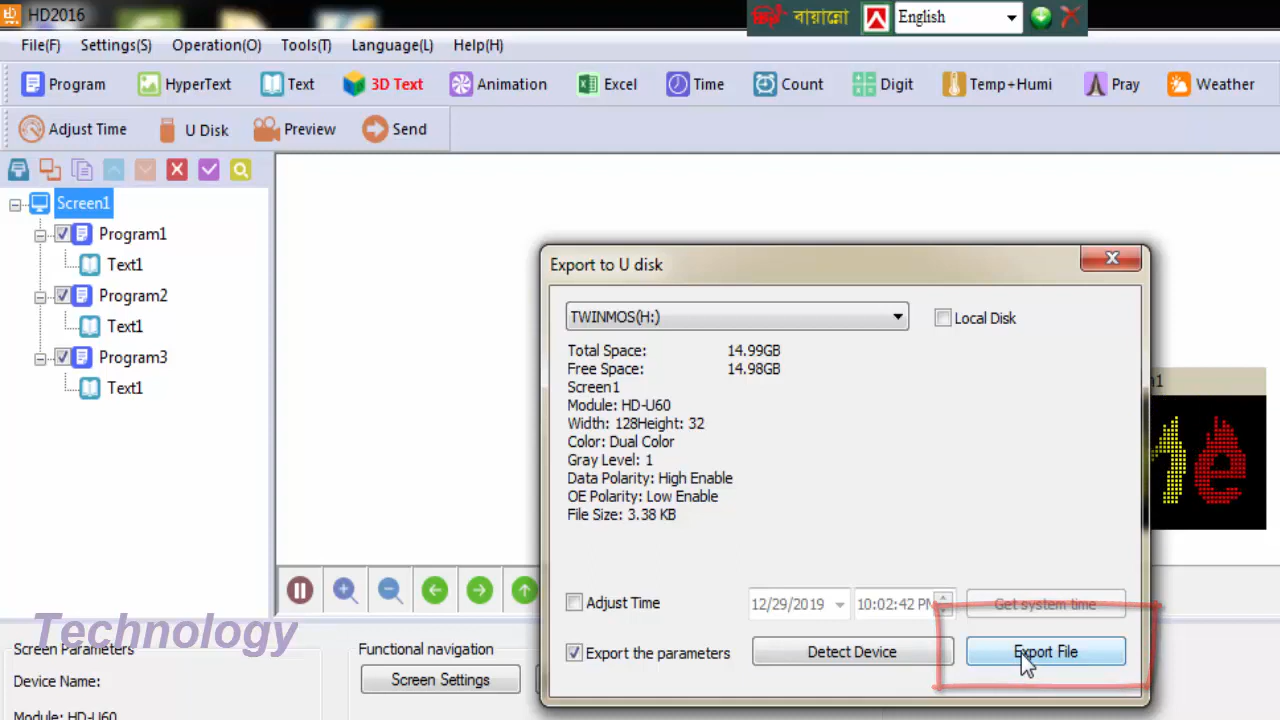 HD2016
বায়ান্নো English
File(F) Settings(S) Operation(O) Tools(T) Language(L) Help(H)
Program HyperText Text 3D Text Animation Excel Time Count Digit Temp+Humi Pray Weather
Adjust Time U Disk Preview Send
Screen1
Program1
Text1
Program2
Text1
Program3
Text1
Export to U disk
TWINMOS(H:) Local Disk
Total Space: 14.99GB
Free Space: 14.98GB
Screen1
Module: HD-U60
Width: 128Height: 32
Color: Dual Color
Gray Level: 1
Data Polarity: High Enable
OE Polarity: Low Enable
File Size: 3.38 KB
Adjust Time 12/29/2019 10:02:42 PM Get system time
Export the parameters Detect Device Export File
Technology
Screen Parameters
Device Name:
Module: HD-U60
Functional navigation
Screen Settings